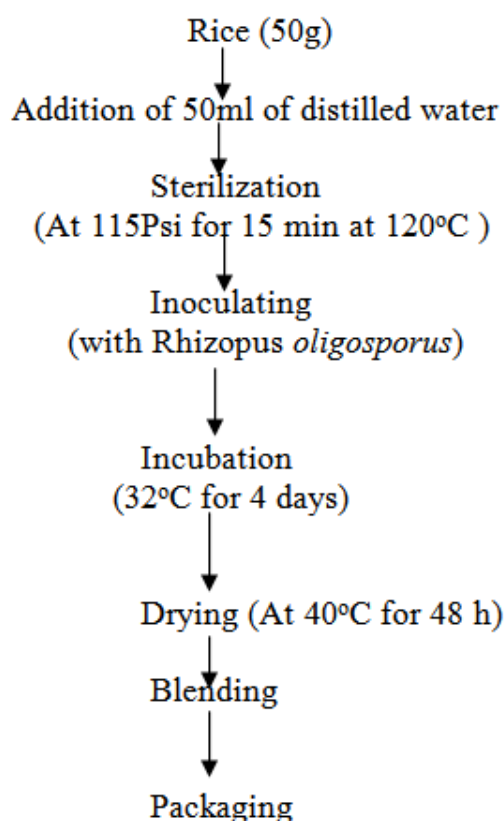 Rice (50g)
Addition of 50ml of distilled water
Sterilization
(At 115Psi for 15 min at 120°C )
Inoculating
(with Rhizopus oligosporus)
Incubation
(32°C for 4 days)
Drying (At 40°C for 48 h)
Blending
Packaging